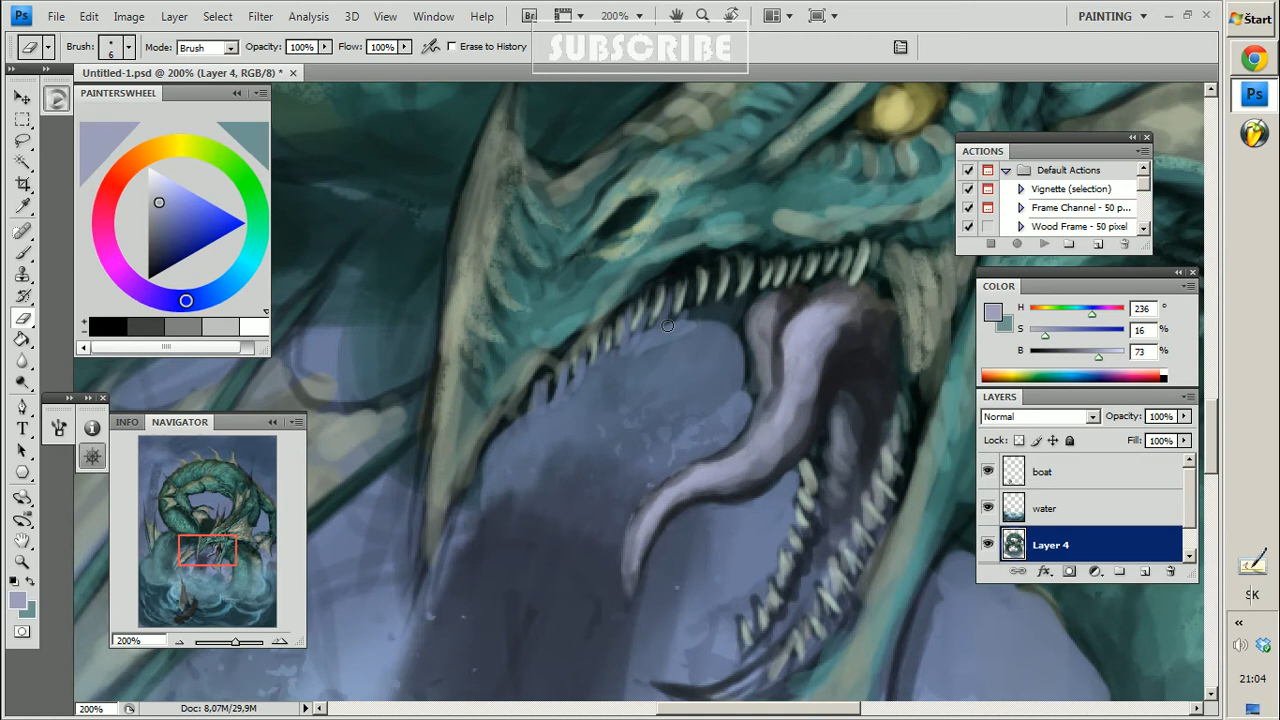 Ps File Edit Image Layer Select Filter Analysis 3D View Window Help Br 200% PAINTING Start
Brush: 6 Mode: Brush Opacity: 100% Flow: 100% Erase to History
SUBSCRIBE
Untitled-1.psd @ 200% (Layer 4, RGB/8) * ×
PAINTERSWHEEL
Ps
ACTIONS
Default Actions
Vignette (selection)
Frame Channel - 50 p...
Wood Frame - 50 pixel
COLOR
H 236 °
S 16 %
B 73 %
LAYERS
Normal Opacity: 100%
Lock: Fill: 100%
boat
water
Layer 4
fx
INFO NAVIGATOR
200%
T
SK
21:04
200% Doc: 8,07M/29,9M